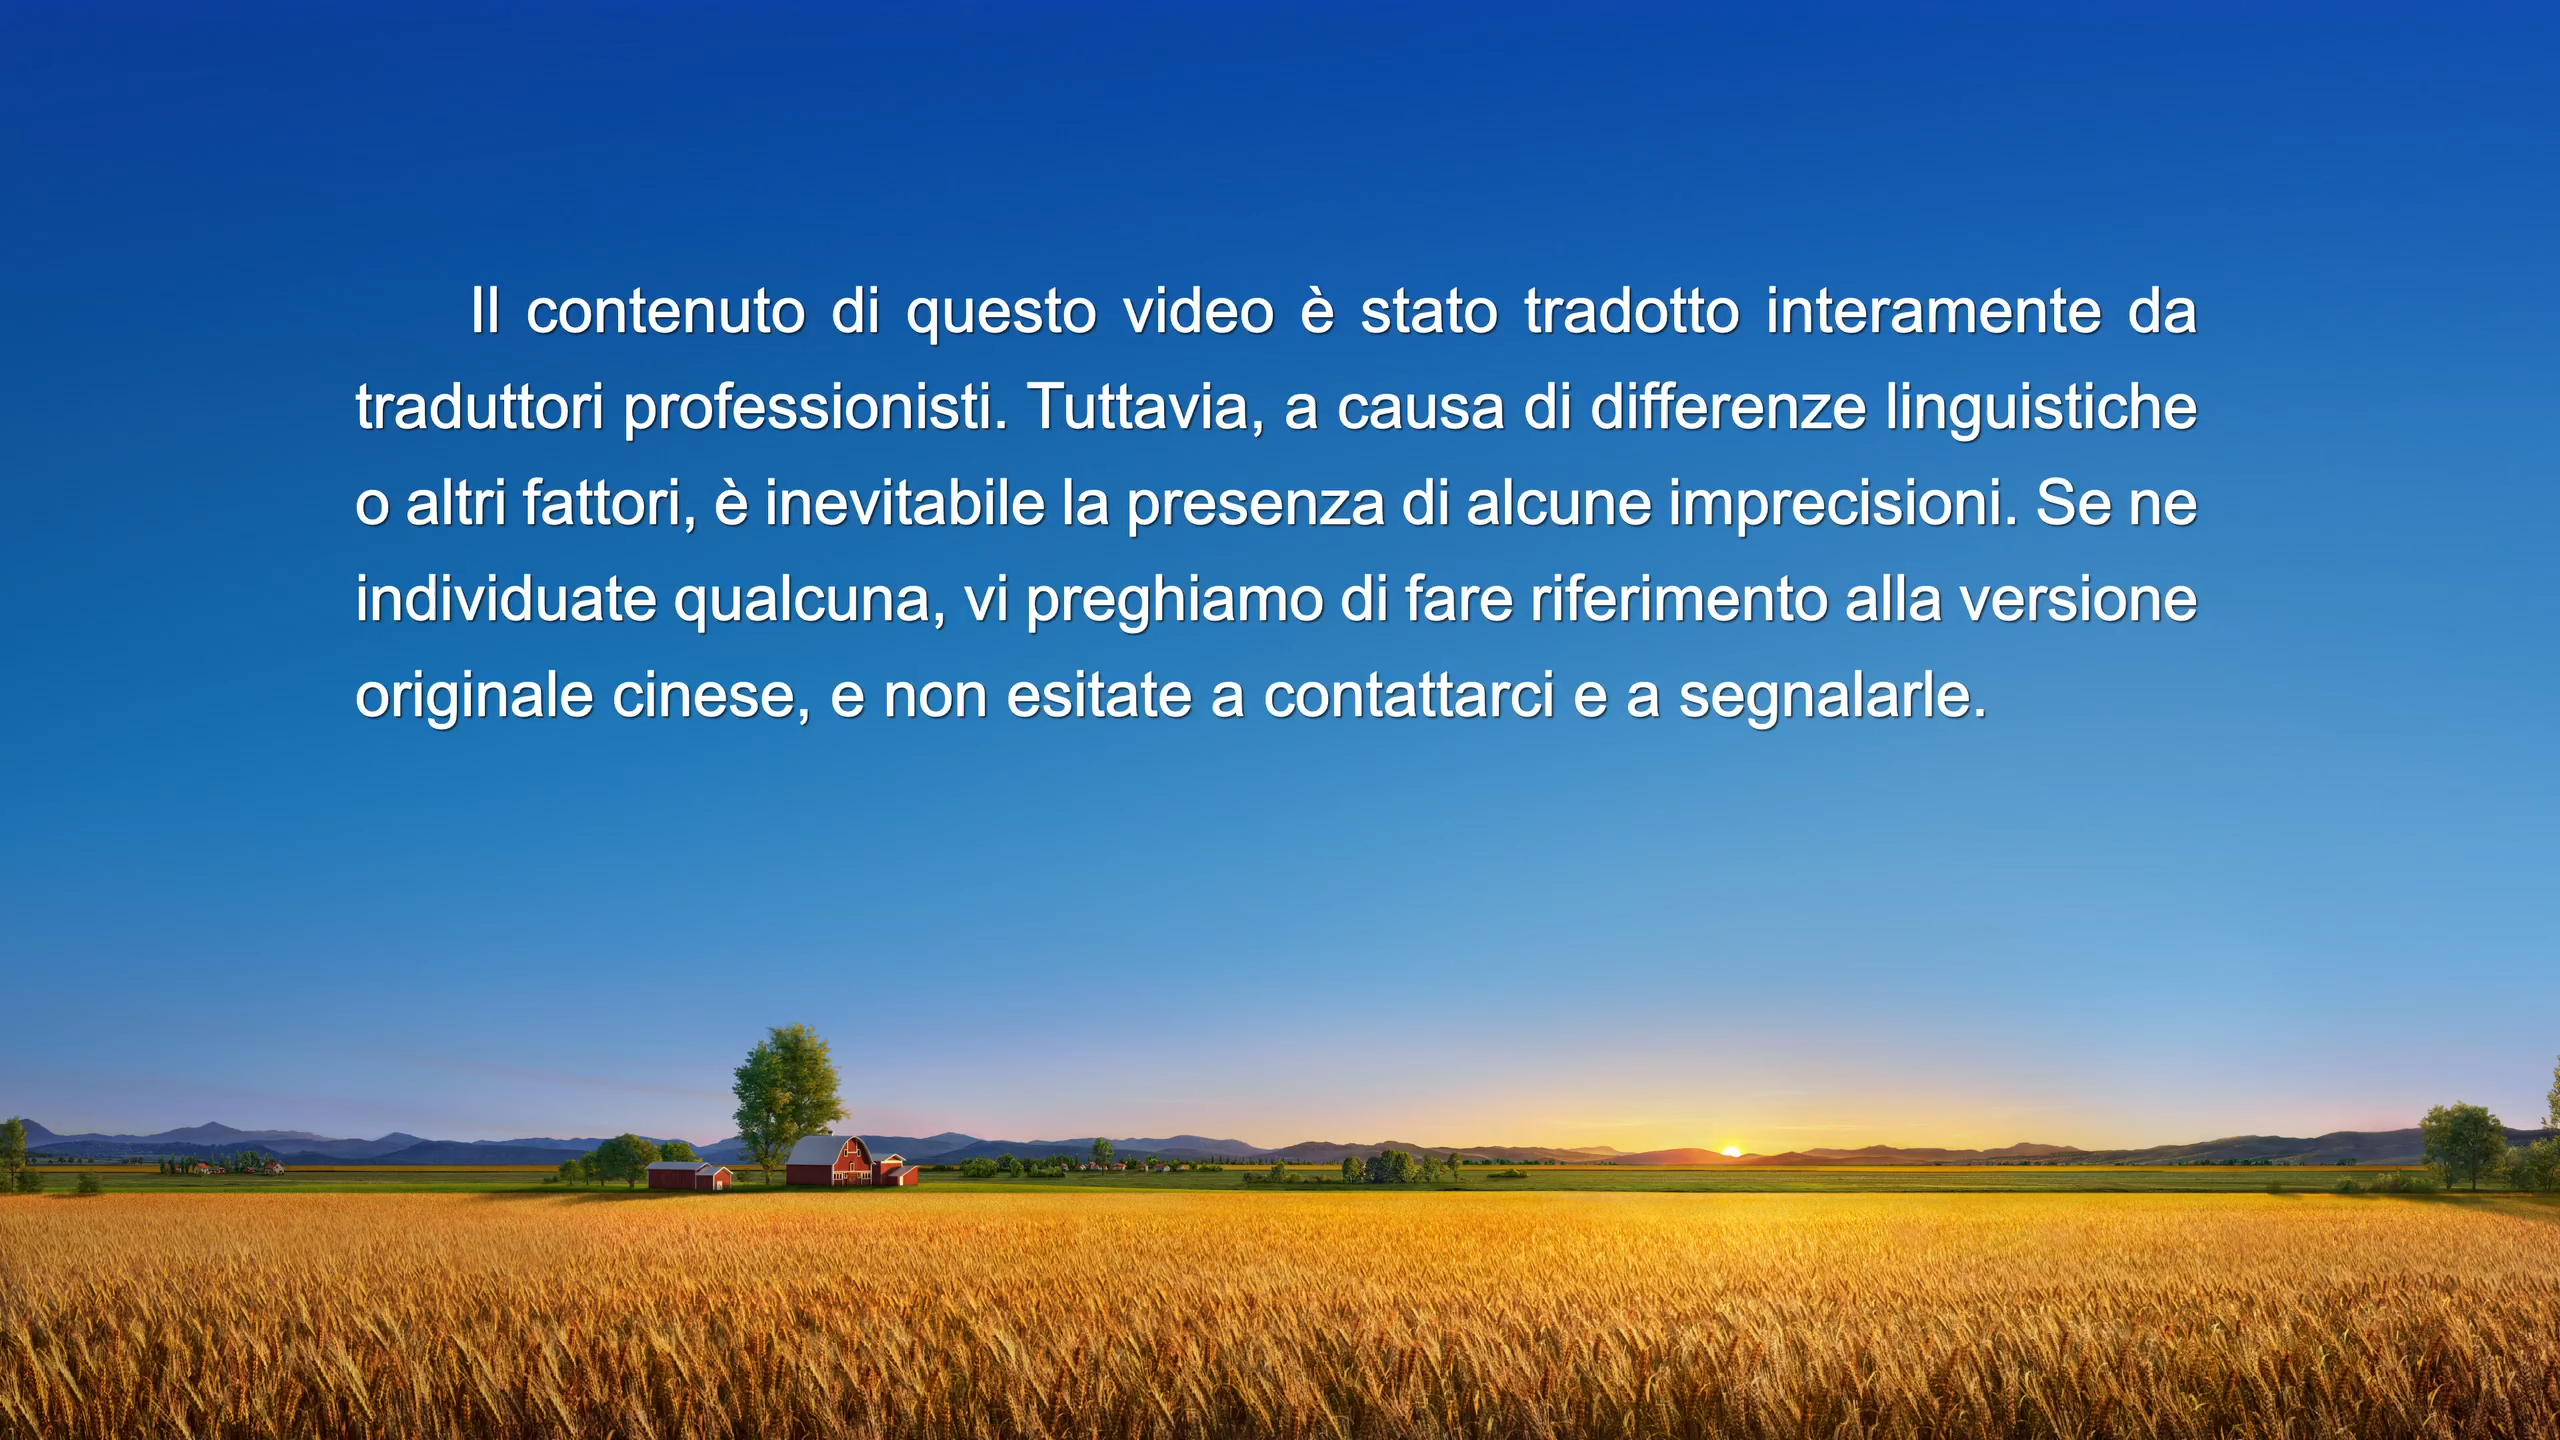 Il contenuto di questo video è stato tradotto interamente da
traduttori professionisti. Tuttavia, a causa di differenze linguistiche
o altri fattori, è inevitabile la presenza di alcune imprecisioni. Se ne
individuate qualcuna, vi preghiamo di fare riferimento alla versione
originale cinese, e non esitate a contattarci e a segnalarle.